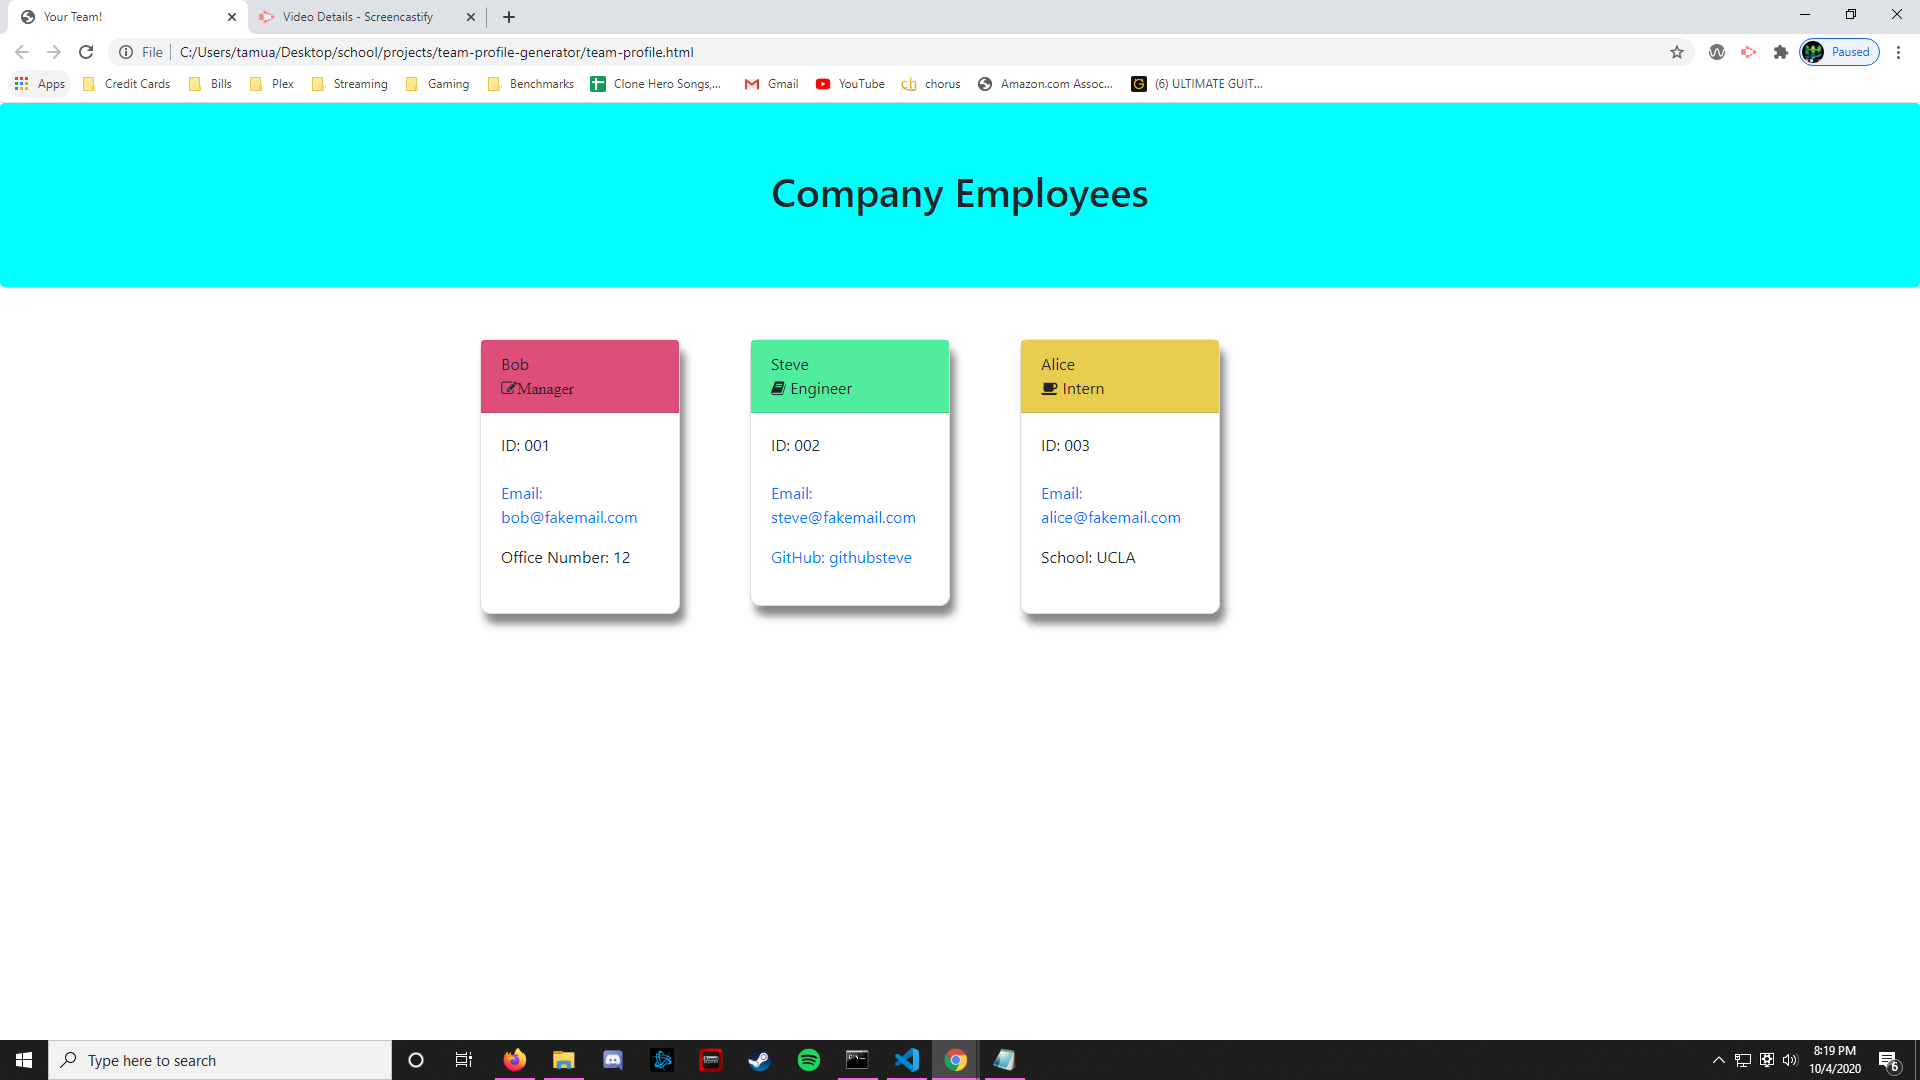 Your Team!
Video Details - Screencastify
File
C:/Users/tamua/Desktop/school/projects/team-profile-generator/team-profile.html
Paused
Apps
Credit Cards
Bills
Plex
Streaming
Gaming
Benchmarks
Clone Hero Songs,...
Gmail
YouTube
ch
chorus
Amazon.com Assoc...
G
(6) ULTIMATE GUIT...
Company Employees
Bob
Manager
ID: 001
Email:
bob@fakemail.com
Office Number: 12
Steve
Engineer
ID: 002
Email:
steve@fakemail.com
GitHub: githubsteve
Alice
Intern
ID: 003
Email:
alice@fakemail.com
School: UCLA
Type here to search
8:19 PM
10/4/2020
6